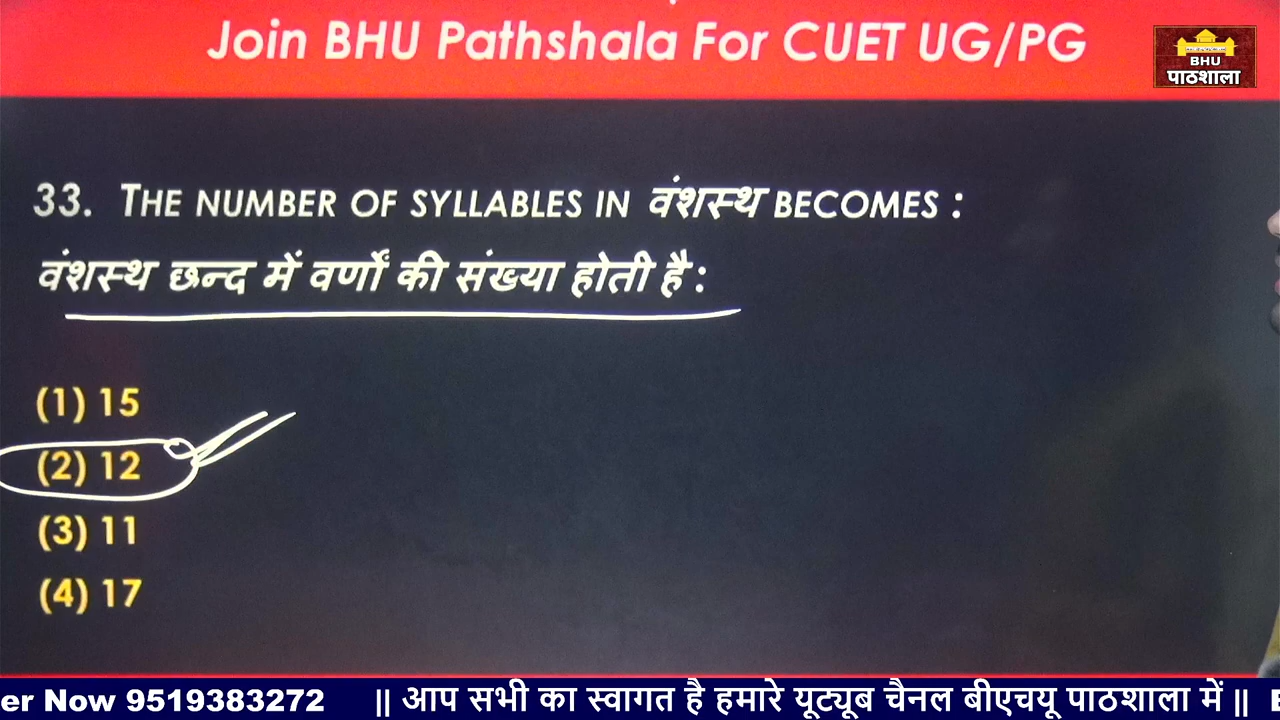 Join BHU Pathshala For CUET UG/PG
BHU
पाठशाला
33. THE NUMBER OF SYLLABLES IN वंशस्थ BECOMES :
वंशस्थ छन्द में वर्णों की संख्या होती है :
(1) 15
(2) 12
(3) 11
(4) 17
er Now 9519383272 || आप सभी का स्वागत है हमारे यूट्यूब चैनल बीएचयू पाठशाला में ||